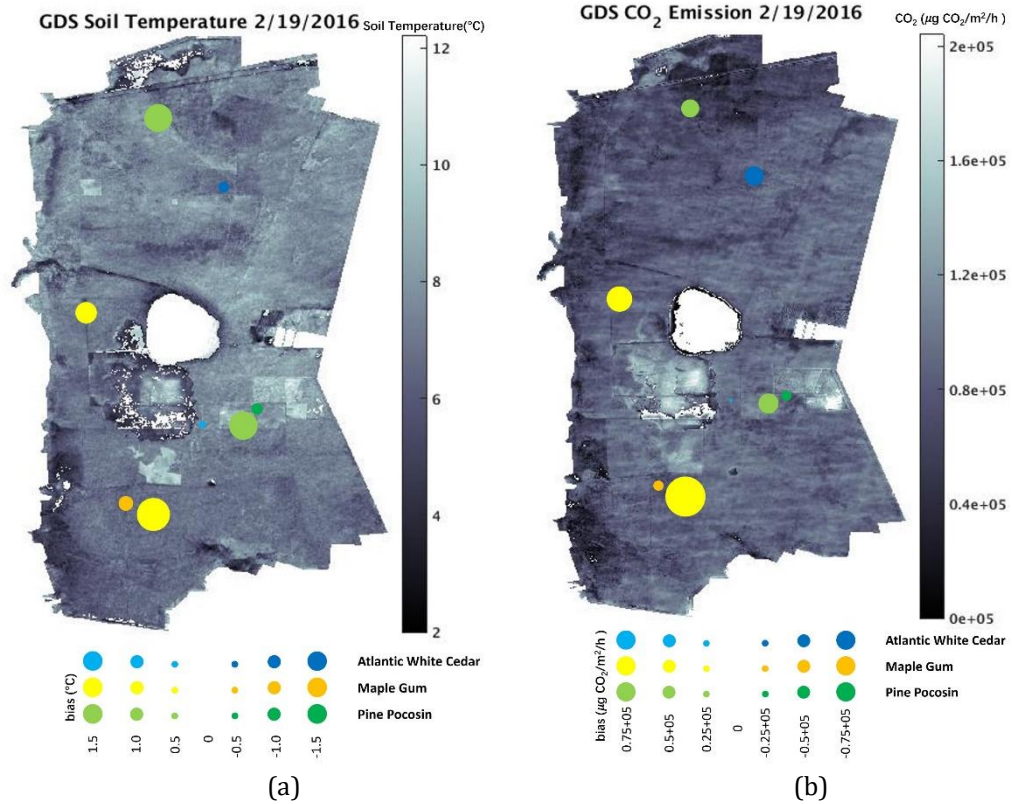 GDS Soil Temperature 2/19/2016
Soil Temperature(°C)
12
10
8
6
4
2
bias (°C)
Atlantic White Cedar
Maple Gum
Pine Pocosin
1.5 1.0 0.5 0 -0.5 -1.0 -1.5
(a)
GDS CO₂ Emission 2/19/2016
CO₂ (μg CO₂/m²/h )
2e+05
1.6e+05
1.2e+05
0.8e+05
0.4e+05
0e+05
bias (μg CO₂/m²/h )
Atlantic White Cedar
Maple Gum
Pine Pocosin
0.75+05 0.5+05 0.25+05 0 -0.25+05 -0.5+05 -0.75+05
(b)